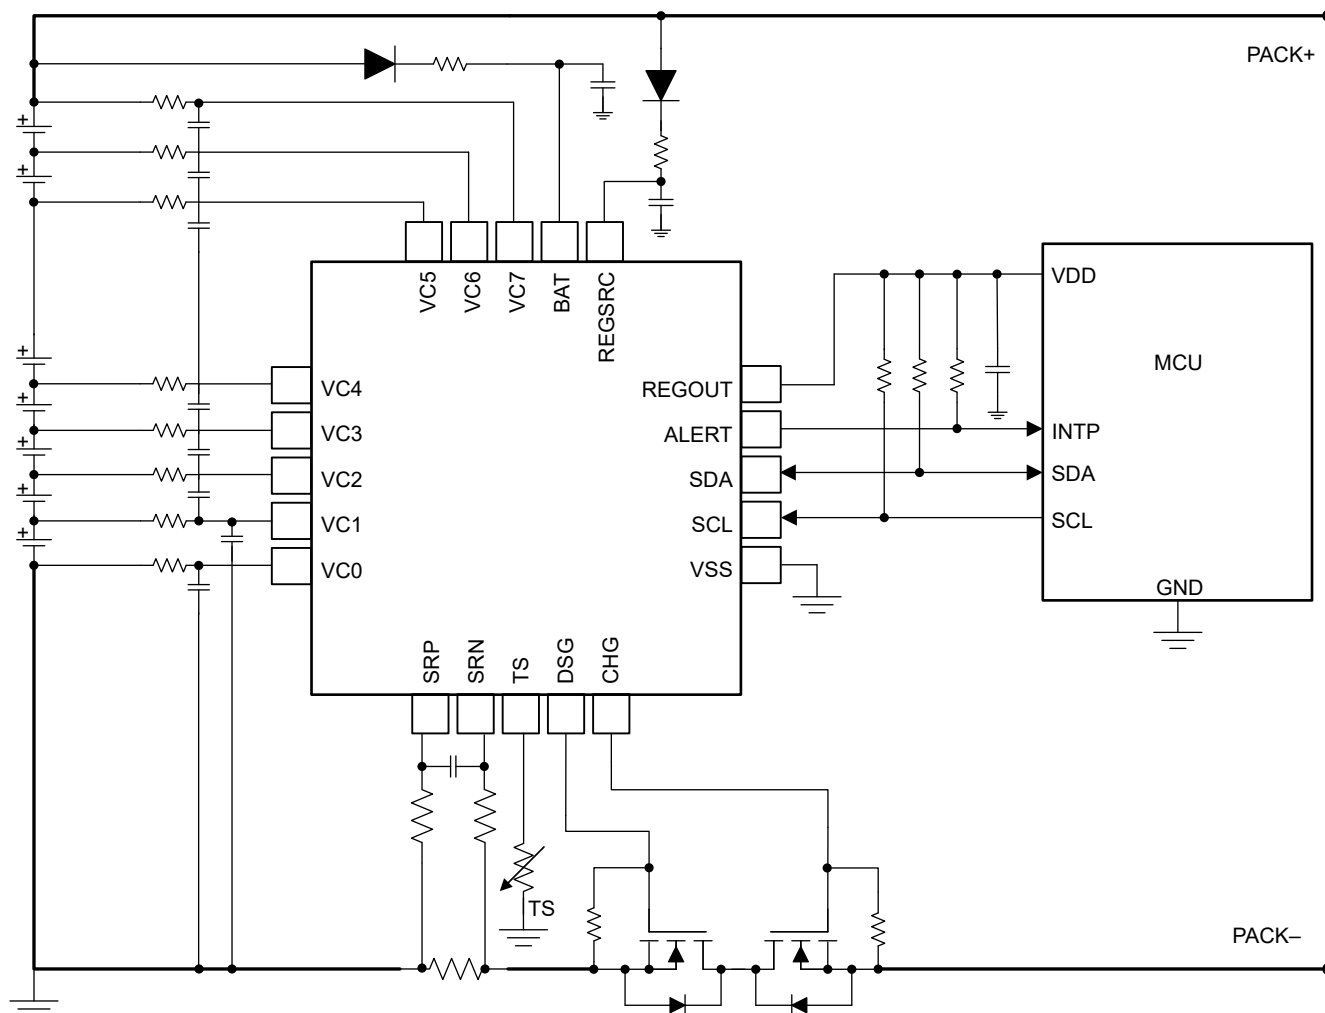 PACK+
+
+
VC5
VC6
VC7
BAT
REGSRC
VDD
MCU
+
VC4
REGOUT
+
VC3
ALERT
INTP
+
VC2
SDA
SDA
+
VC1
SCL
SCL
+
VC0
VSS
GND
SRP
SRN
TS
DSG
CHG
TS
PACK–